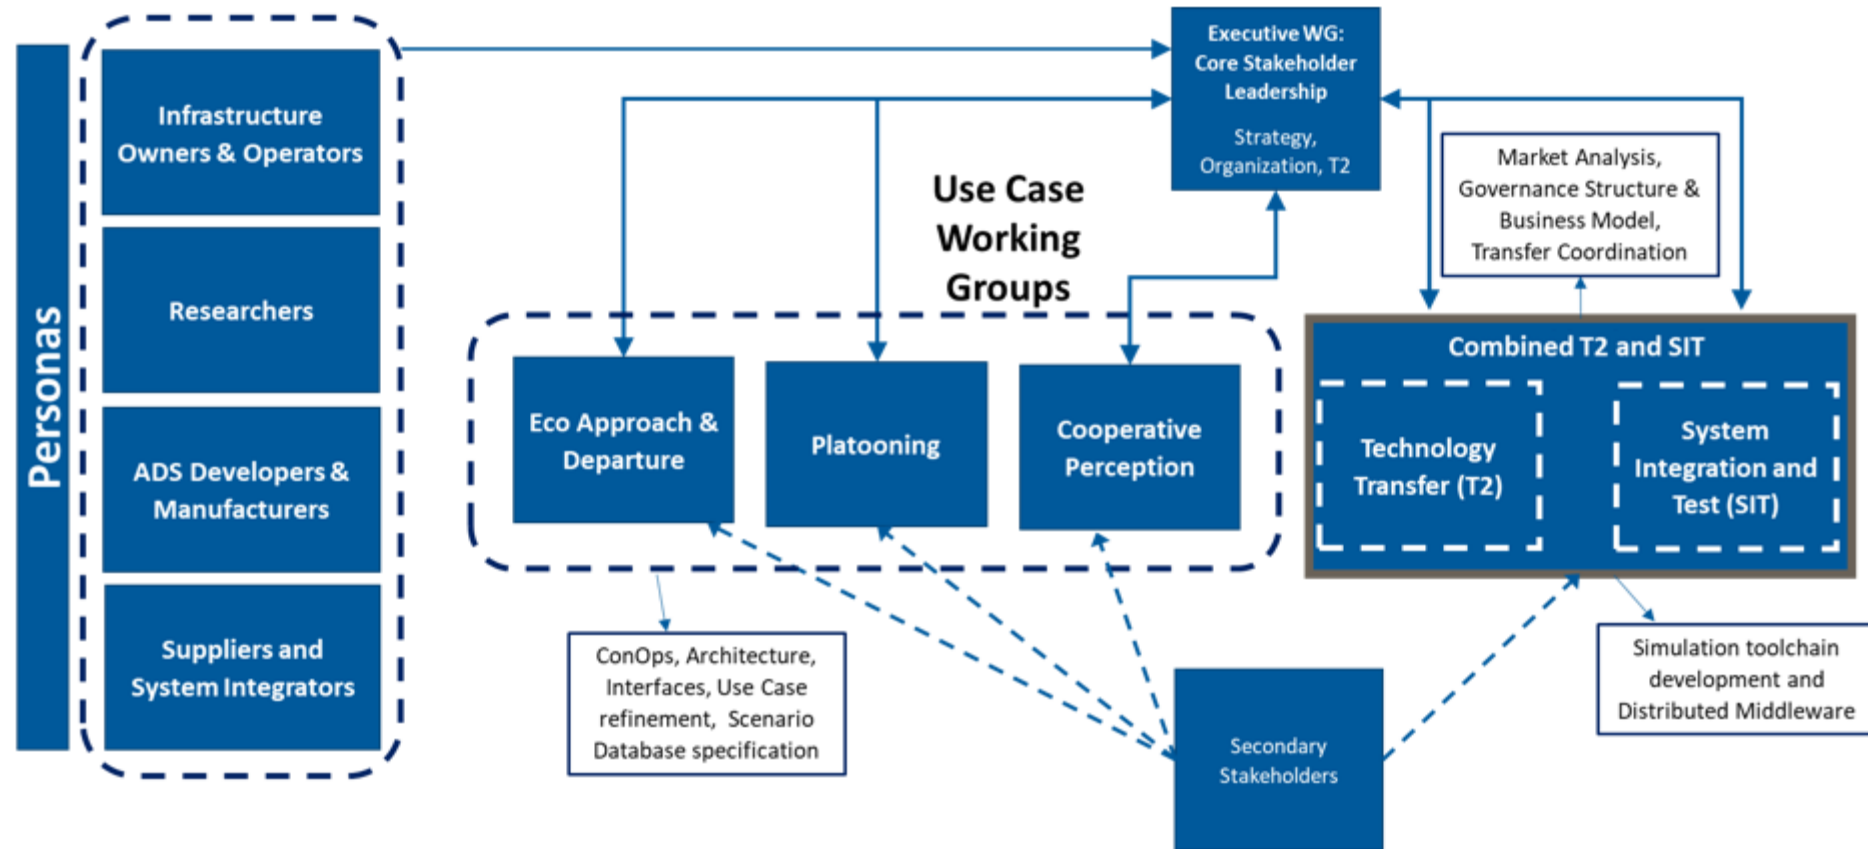 Personas
Infrastructure
Owners & Operators
Researchers
ADS Developers &
Manufacturers
Suppliers and
System Integrators
Executive WG:
Core Stakeholder
Leadership
Strategy,
Organization, T2
Use Case
Working
Groups
Eco Approach &
Departure
Platooning
Cooperative
Perception
Market Analysis,
Governance Structure &
Business Model,
Transfer Coordination
Combined T2 and SIT
Technology
Transfer (T2)
System
Integration and
Test (SIT)
ConOps, Architecture,
Interfaces, Use Case
refinement, Scenario
Database specification
Secondary
Stakeholders
Simulation toolchain
development and
Distributed Middleware